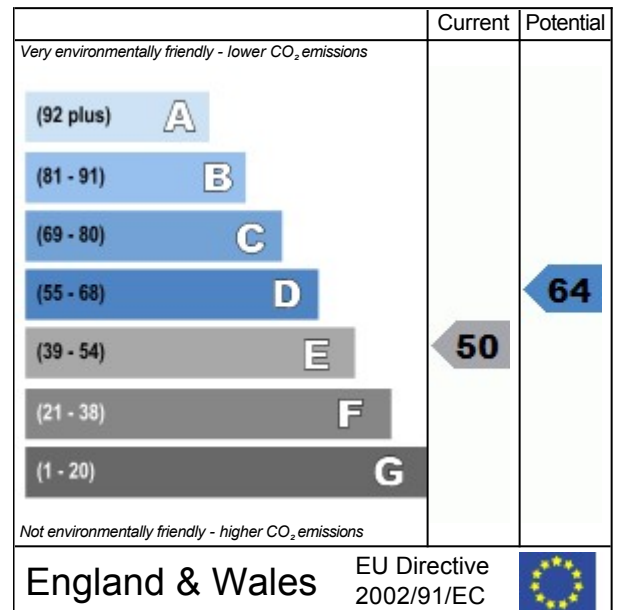 Current Potential
Very environmentally friendly - lower CO₂ emissions
(92 plus) A
(81 - 91) B
(69 - 80) C
(55 - 68) D 64
(39 - 54) E 50
(21 - 38) F
(1 - 20) G
Not environmentally friendly - higher CO₂ emissions
England & Wales
EU Directive
2002/91/EC